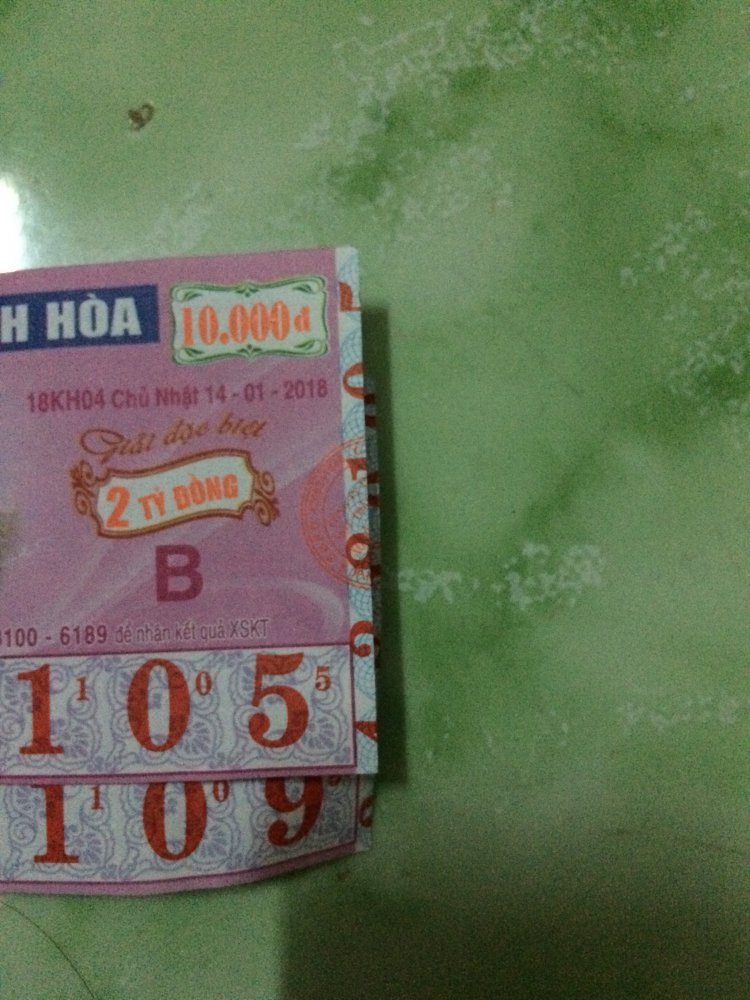 H HÒA
10.000đ
18KH04 Chủ Nhật 14 - 01 - 2018
Giải đặc biệt
2 TỶ ĐỒNG
B
100 - 6189 để nhận kết quả XSKT
1 1 0 0 5 5
1 1 0 0 9